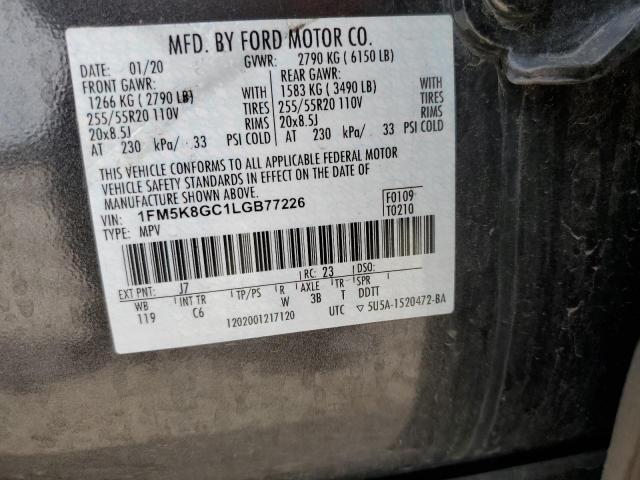 MFD. BY FORD MOTOR CO.
DATE: 01/20 GVWR: 2790 KG ( 6150 LB)
FRONT GAWR: REAR GAWR:
1266 KG ( 2790 LB) WITH 1583 KG ( 3490 LB) WITH
255/55R20 110V TIRES 255/55R20 110V TIRES
20x8.5J RIMS 20x8.5J RIMS
AT 230 kPa/ 33 PSI COLD AT 230 kPa/ 33 PSI COLD
THIS VEHICLE CONFORMS TO ALL APPLICABLE FEDERAL MOTOR
VEHICLE SAFETY STANDARDS IN EFFECT ON THE DATE OF
MANUFACTURE SHOWN ABOVE.
VIN: 1FM5K8GC1LGB77226 F0109
TYPE: MPV T0210
EXT PNT: J7 RC: 23 DSO:
WB INT TR TP/PS R AXLE T SPR
119 C6 W 3B DDTT
1202001217120 UTC ▽ 5U5A-1520472-BA